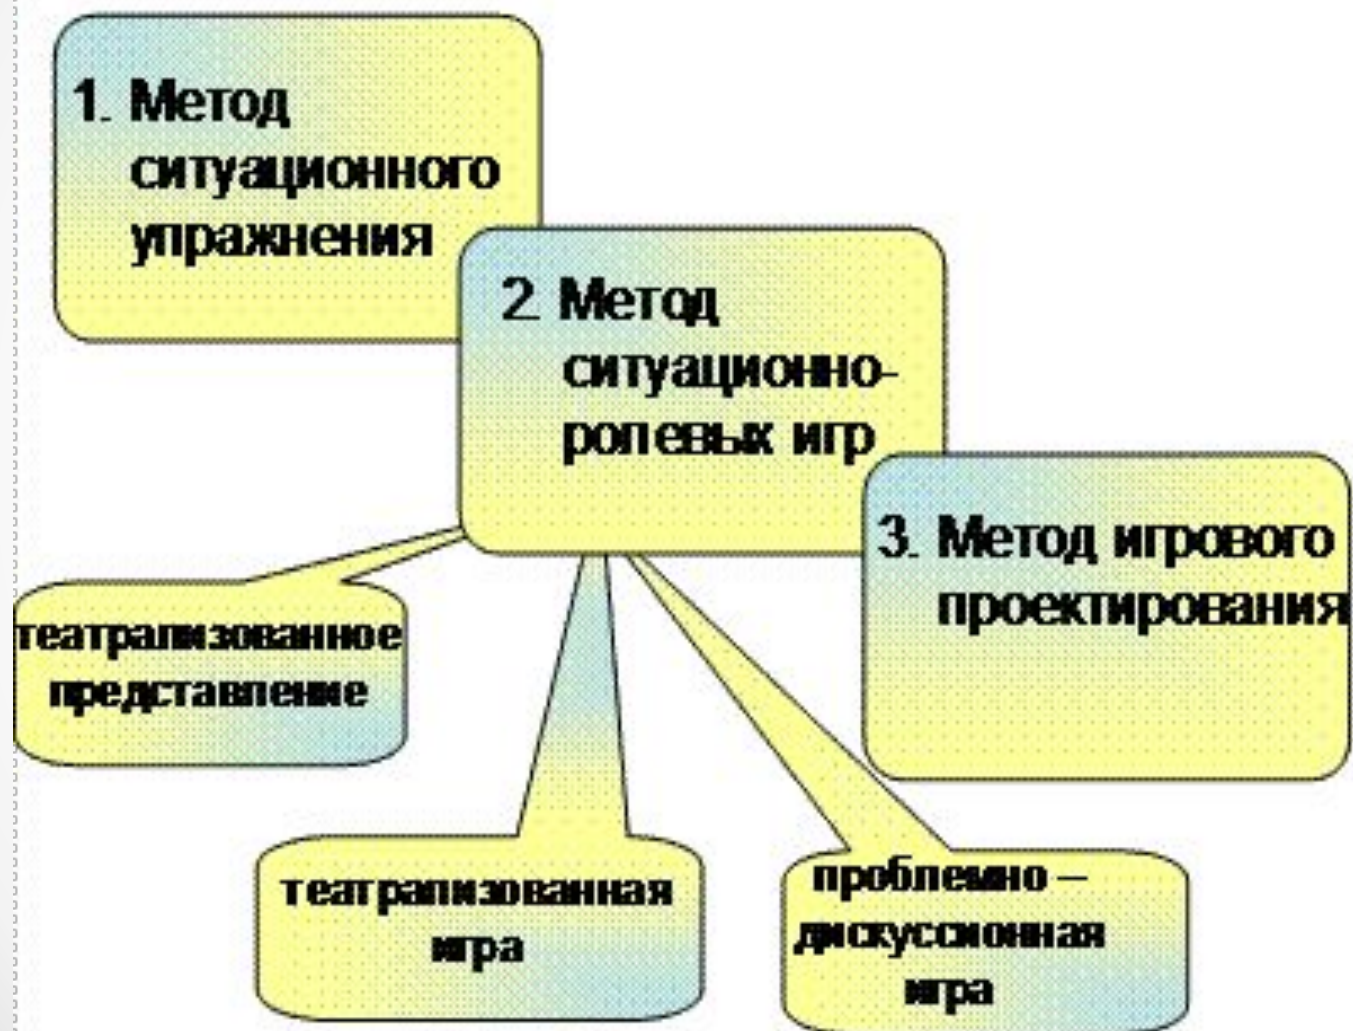 1. Метод
ситуационного
упражнения
2. Метод
ситуационно-
ролевых игр
3. Метод игрового
проектирования
театрализованное
представление
театрализованная
игра
проблемно –
дискуссионная
игра